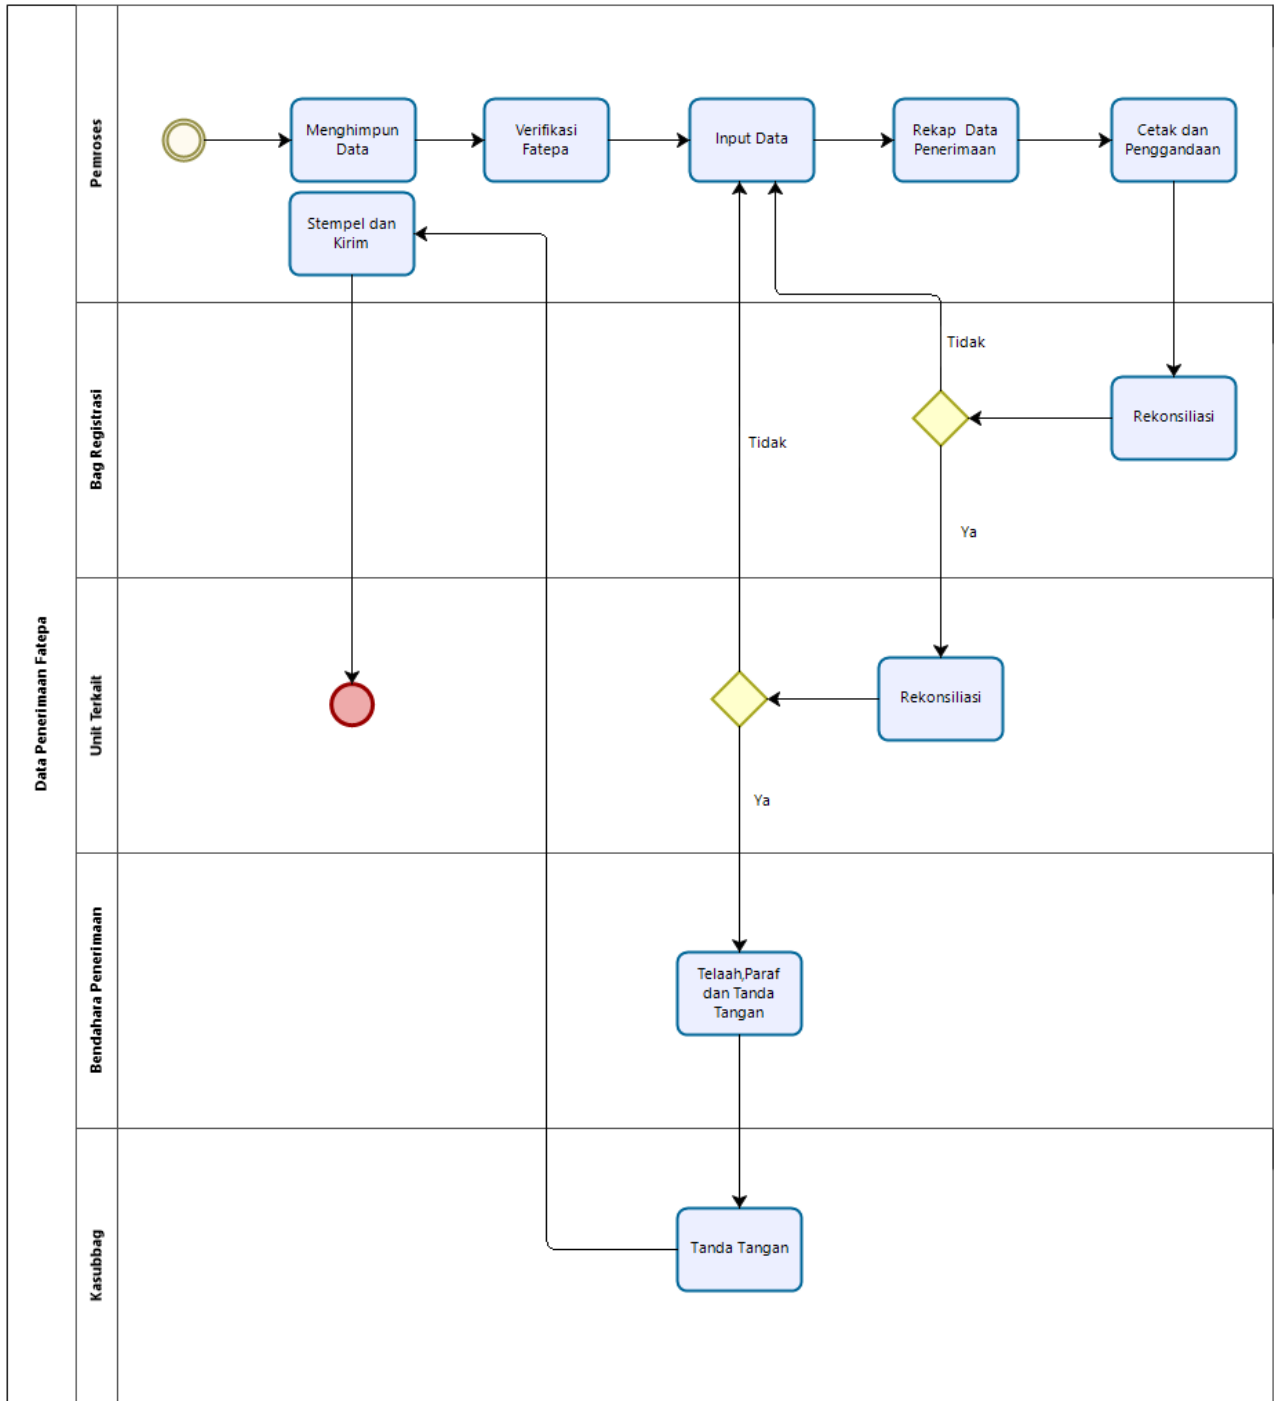 Data Penerimaan Fatepa
Pemroses
Menghimpun
Data
Verifikasi
Fatepa
Input Data
Rekap Data
Penerimaan
Cetak dan
Penggandaan
Stempel dan
Kirim
Bag Registrasi
Tidak
Rekonsiliasi
Tidak
Ya
Unit Terkait
Rekonsiliasi
Ya
Bendahara Penerimaan
Telaah,Paraf
dan Tanda
Tangan
Kasubbag
Tanda Tangan